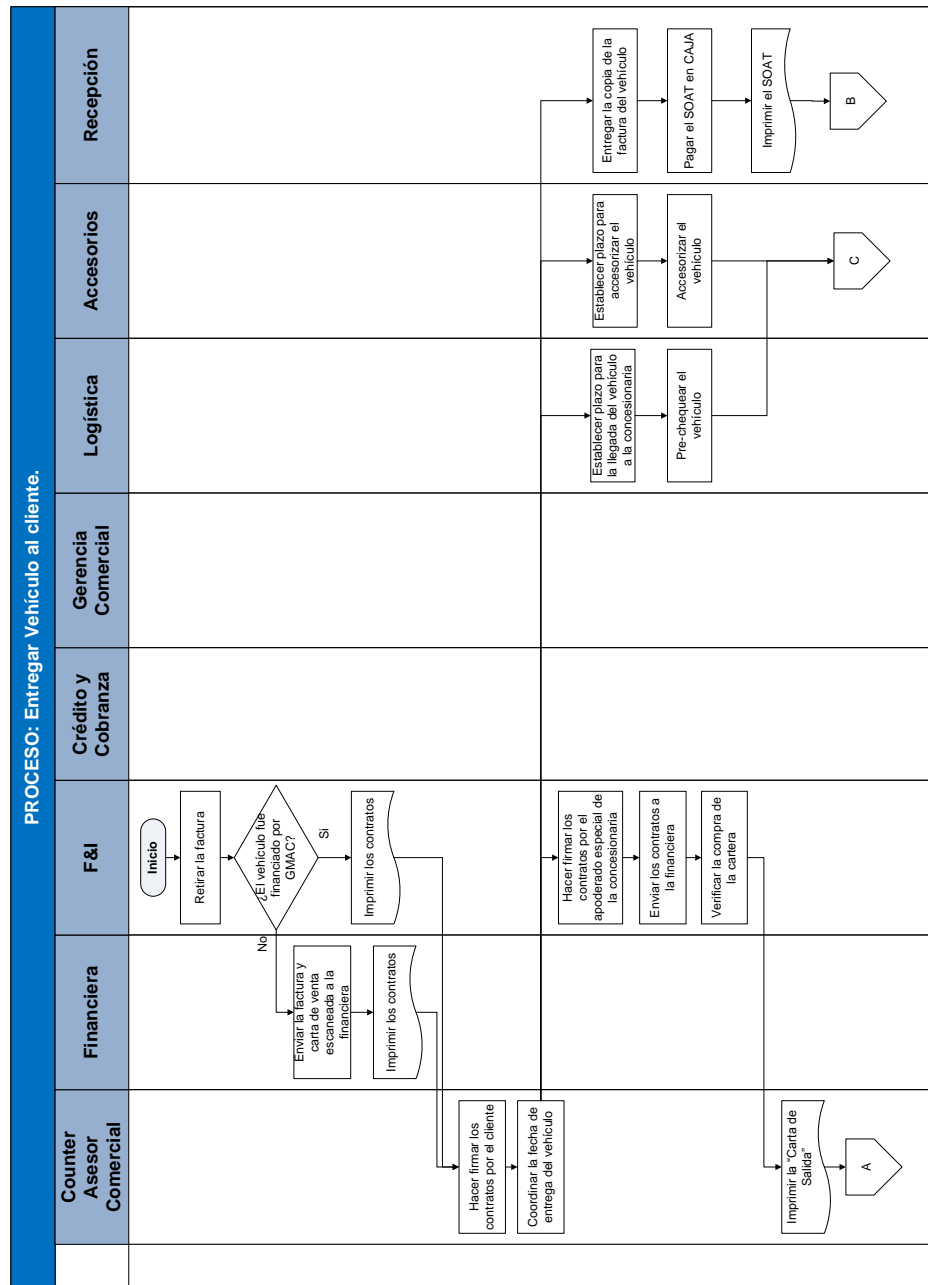 PROCESO: Entregar Vehículo al cliente.
Counter
Asesor
Comercial
Financiera
F&I
Crédito y
Cobranza
Gerencia
Comercial
Logística
Accesorios
Recepción
Inicio
Retirar la factura
¿El vehículo fue
financiado por
GMAC?
No
Si
Enviar la factura y
carta de venta
escaneada a la
financiera
Imprimir los contratos
Imprimir los contratos
Hacer firmar los
contratos por el cliente
Coordinar la fecha de
entrega del vehículo
Hacer firmar los
contratos por el
apoderado especial de
la concesionaria
Enviar los contratos a
la financiera
Verificar la compra de
la cartera
Imprimir la “Carta de
Salida”
A
Establecer plazo para
la llegada del vehículo
a la concesionaria
Pre-chequear el
vehículo
Establecer plazo para
accesorizar el
vehículo
Accesorizar el
vehículo
C
Entregar la copia de la
factura del vehículo
Pagar el SOAT en CAJA
Imprimir el SOAT
B